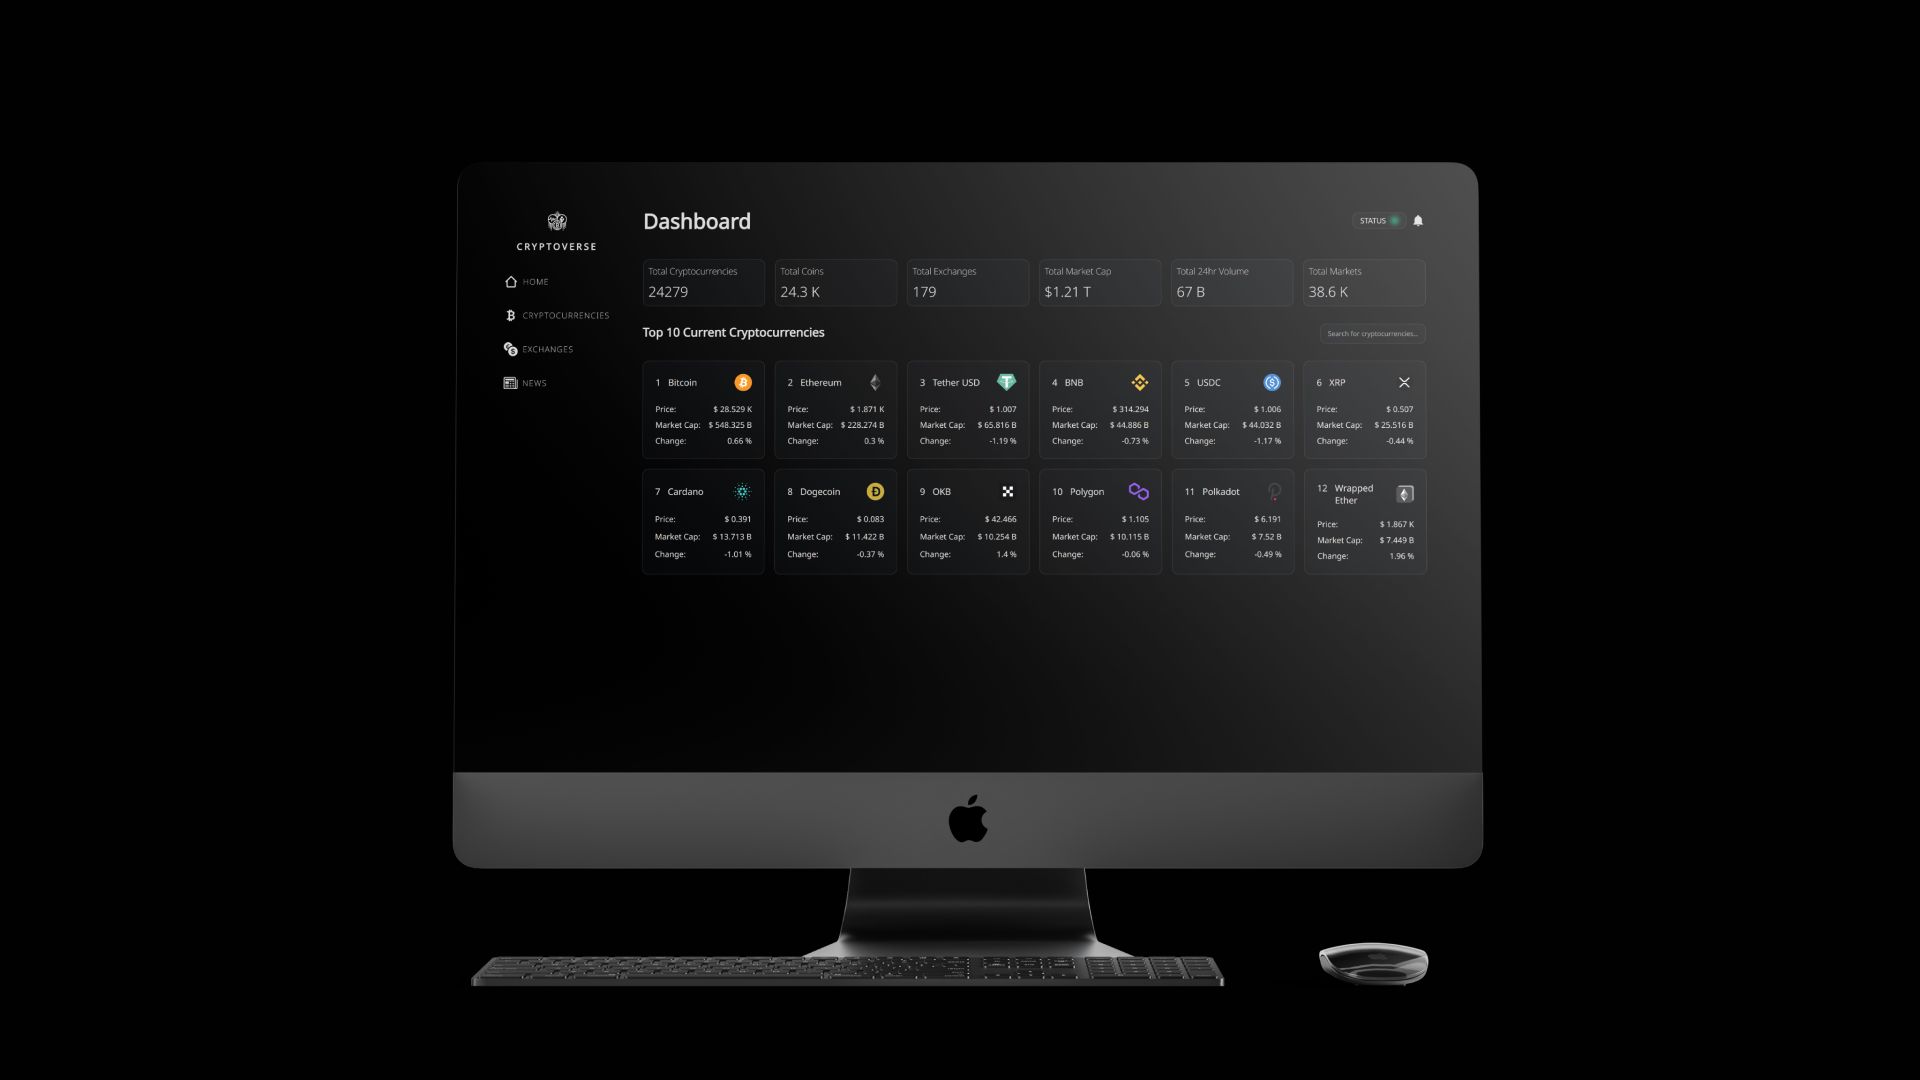 CRYPTOVERSE
HOME
CRYPTOCURRENCIES
EXCHANGES
NEWS
Dashboard
STATUS
Total Cryptocurrencies
24279
Total Coins
24.3 K
Total Exchanges
179
Total Market Cap
$1.21 T
Total 24hr Volume
67 B
Total Markets
38.6 K
Top 10 Current Cryptocurrencies
Search for cryptocurrencies...
1 Bitcoin
Price: $ 28.529 K
Market Cap: $ 548.325 B
Change: 0.66 %
2 Ethereum
Price: $ 1.871 K
Market Cap: $ 228.274 B
Change: 0.3 %
3 Tether USD
Price: $ 1.007
Market Cap: $ 65.816 B
Change: -1.19 %
4 BNB
Price: $ 314.294
Market Cap: $ 44.886 B
Change: -0.73 %
5 USDC
Price: $ 1.006
Market Cap: $ 44.032 B
Change: -1.17 %
6 XRP
Price: $ 0.507
Market Cap: $ 25.516 B
Change: -0.44 %
7 Cardano
Price: $ 0.391
Market Cap: $ 13.713 B
Change: -1.01 %
8 Dogecoin
Price: $ 0.083
Market Cap: $ 11.422 B
Change: -0.37 %
9 OKB
Price: $ 42.466
Market Cap: $ 10.254 B
Change: 1.4 %
10 Polygon
Price: $ 1.105
Market Cap: $ 10.115 B
Change: -0.06 %
11 Polkadot
Price: $ 6.191
Market Cap: $ 7.52 B
Change: -0.49 %
12 Wrapped
Ether
Price: $ 1.867 K
Market Cap: $ 7.449 B
Change: 1.96 %